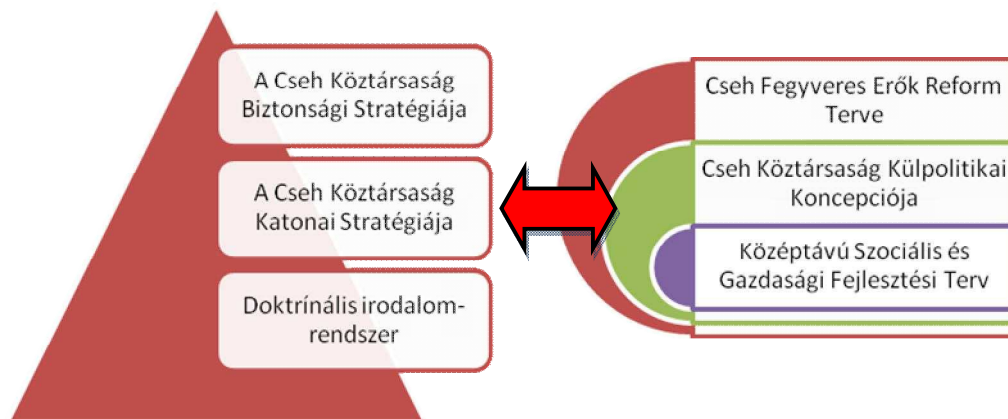 A Cseh Köztársaság
Biztonsági Stratégiája
A Cseh Köztársaság
Katonai Stratégiája
Doktrínális irodalom-
rendszer
Cseh Fegyveres Erők Reform
Terve
Cseh Köztársaság Külpolitikai
Koncepciója
Középtávú Szociális és
Gazdasági Fejlesztési Terv